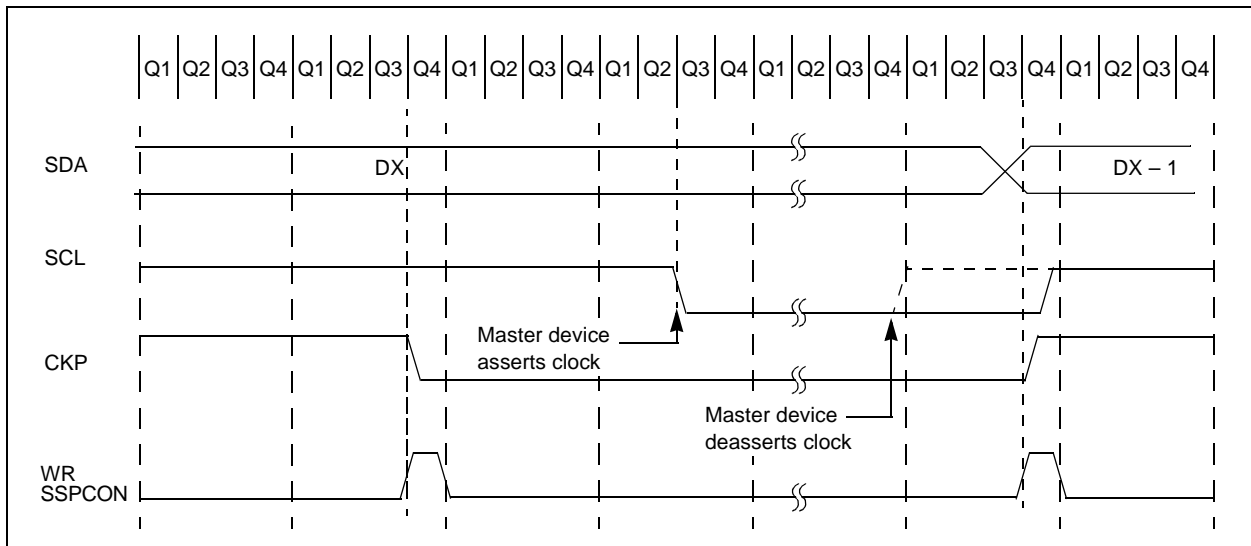 Q1 Q2 Q3 Q4 Q1 Q2 Q3 Q4 Q1 Q2 Q3 Q4 Q1 Q2 Q3 Q4 Q1 Q2 Q3 Q4 Q1 Q2 Q3 Q4 Q1 Q2 Q3 Q4
SDA
DX
DX – 1
SCL
Master device
asserts clock
CKP
Master device
deasserts clock
WR
SSPCON